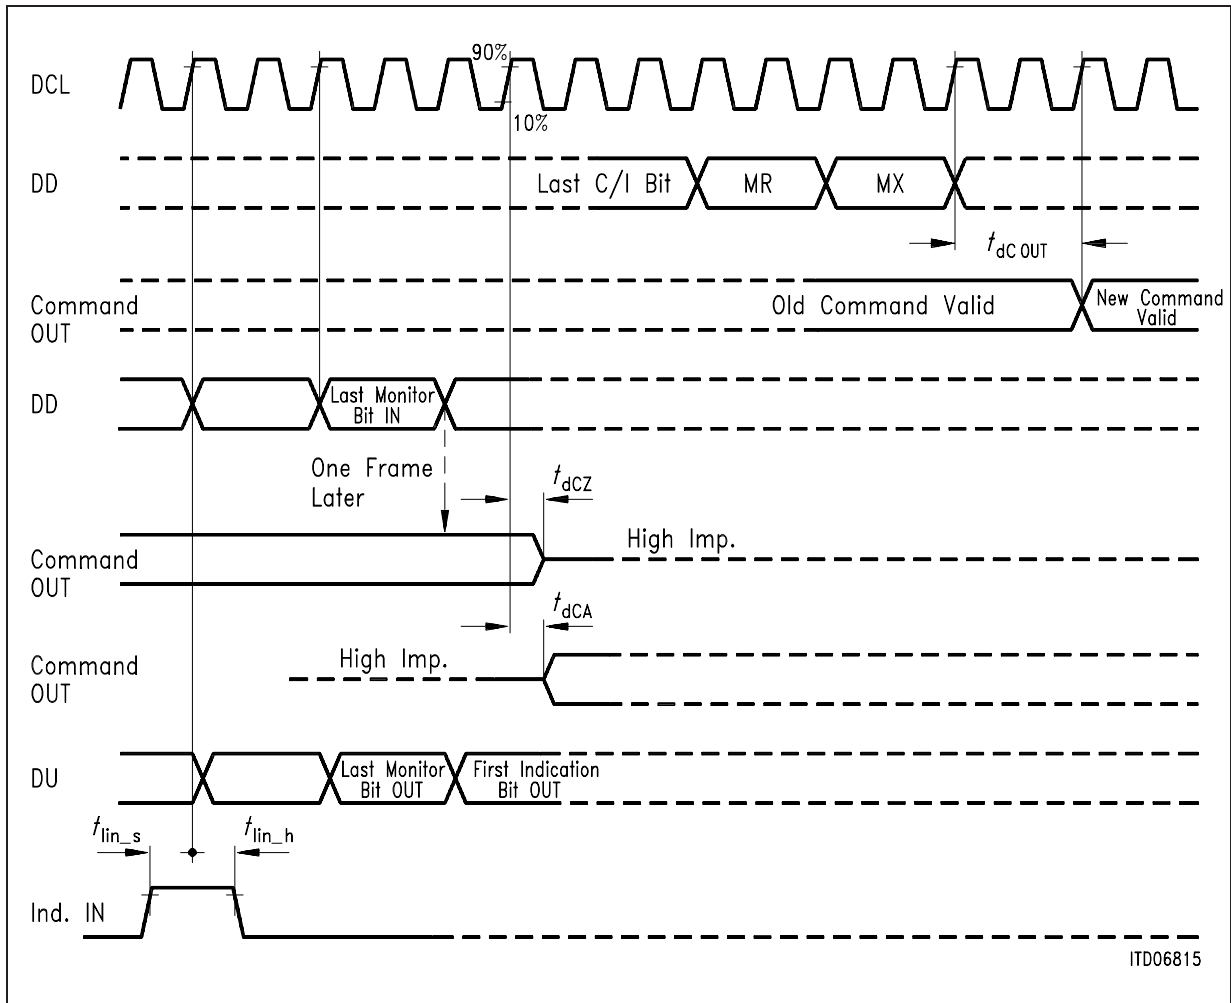 90%
DCL
10%
DD
Last C/I Bit
MR
MX
t dC OUT
Command
OUT
Old Command Valid
New Command
Valid
DD
Last Monitor
Bit IN
One Frame
Later
t dCZ
Command
OUT
High Imp.
t dCA
Command
OUT
High Imp.
DU
Last Monitor
Bit OUT
First Indication
Bit OUT
t Iin_s
t Iin_h
Ind. IN
ITD06815